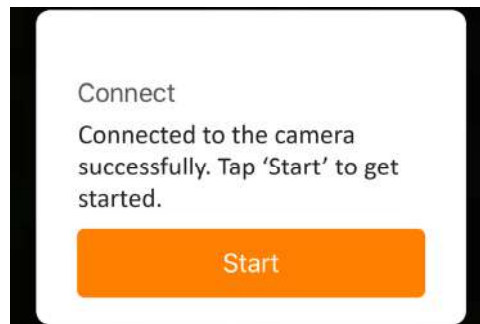 Connect
Connected to the camera
successfully. Tap ‘Start’ to get
started.
Start